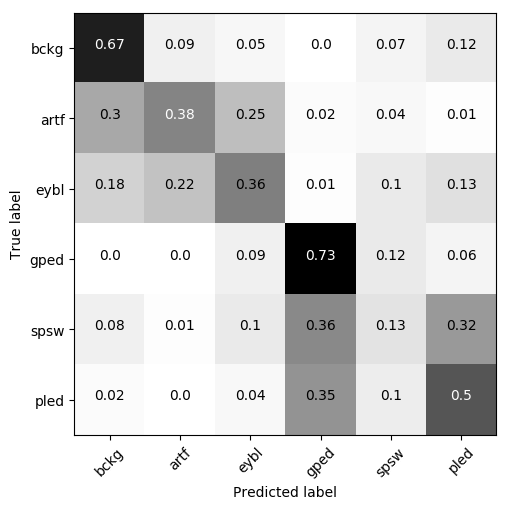 True label
bckg 0.67 0.09 0.05 0.0 0.07 0.12
artf 0.3 0.38 0.25 0.02 0.04 0.01
eybl 0.18 0.22 0.36 0.01 0.1 0.13
gped 0.0 0.0 0.09 0.73 0.12 0.06
spsw 0.08 0.01 0.1 0.36 0.13 0.32
pled 0.02 0.0 0.04 0.35 0.1 0.5
bckg artf eybl gped spsw pled
Predicted label